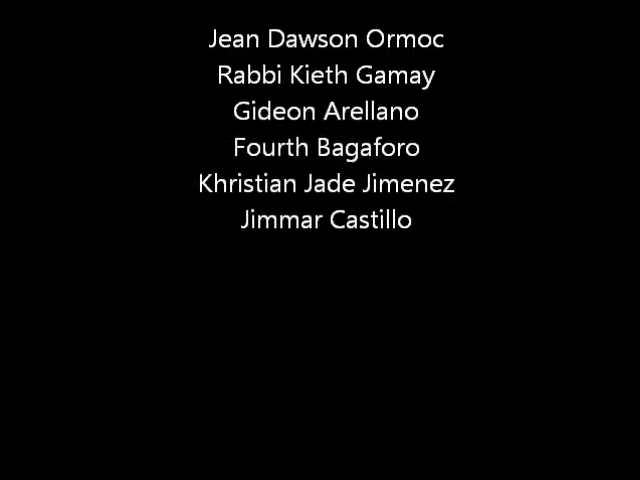 Jean Dawson Ormoc
Rabbi Kieth Gamay
Gideon Arellano
Fourth Bagaforo
Khristian Jade Jimenez
Jimmar Castillo